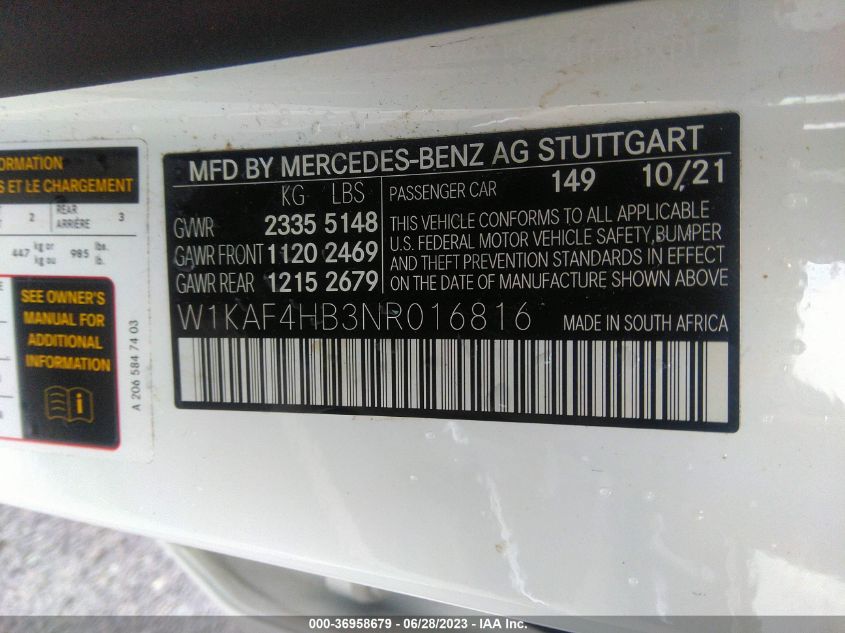 ORMATION
S ET LE CHARGEMENT
2 REAR ARRIÈRE 3
447 kg or kg ou 985 lbs. lb.
SEE OWNER'S
MANUAL FOR
ADDITIONAL
INFORMATION
A 206 584 74 03
MFD BY MERCEDES-BENZ AG STUTTGART
KG LBS
GVWR 2335 5148
GAWR FRONT 1120 2469
GAWR REAR 1215 2679
PASSENGER CAR 149 10/21
THIS VEHICLE CONFORMS TO ALL APPLICABLE
U.S. FEDERAL MOTOR VEHICLE SAFETY, BUMPER
AND THEFT PREVENTION STANDARDS IN EFFECT
ON THE DATE OF MANUFACTURE SHOWN ABOVE
W1KAF4HB3NR016816 MADE IN SOUTH AFRICA
000-36958679 - 06/28/2023 - IAA Inc.